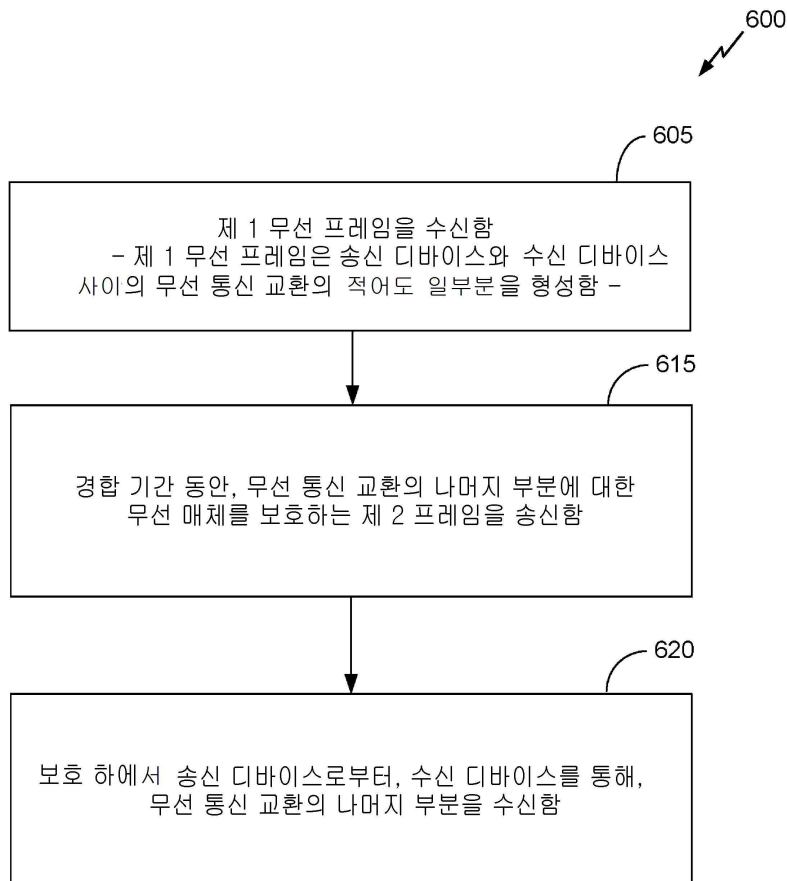 600
605
제 1 무선 프레임을 수신함
- 제 1 무선 프레임은 송신 디바이스와 수신 디바이스
사이의 무선 통신 교환의 적어도 일부분을 형성함 -
615
경합 기간 동안, 무선 통신 교환의 나머지 부분에 대한
무선 매체를 보호하는 제 2 프레임을 송신함
620
보호 하에서 송신 디바이스로부터, 수신 디바이스를 통해,
무선 통신 교환의 나머지 부분을 수신함